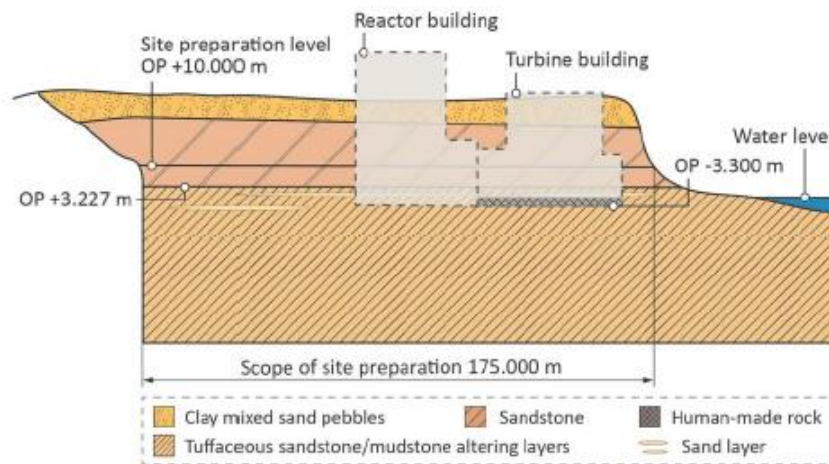 Reactor building
Site preparation level
OP +10.000 m
Turbine building
Water level
OP -3.300 m
OP +3.227 m
Scope of site preparation 175.000 m
Clay mixed sand pebbles
Sandstone
Human-made rock
Tuffaceous sandstone/mudstone altering layers
Sand layer